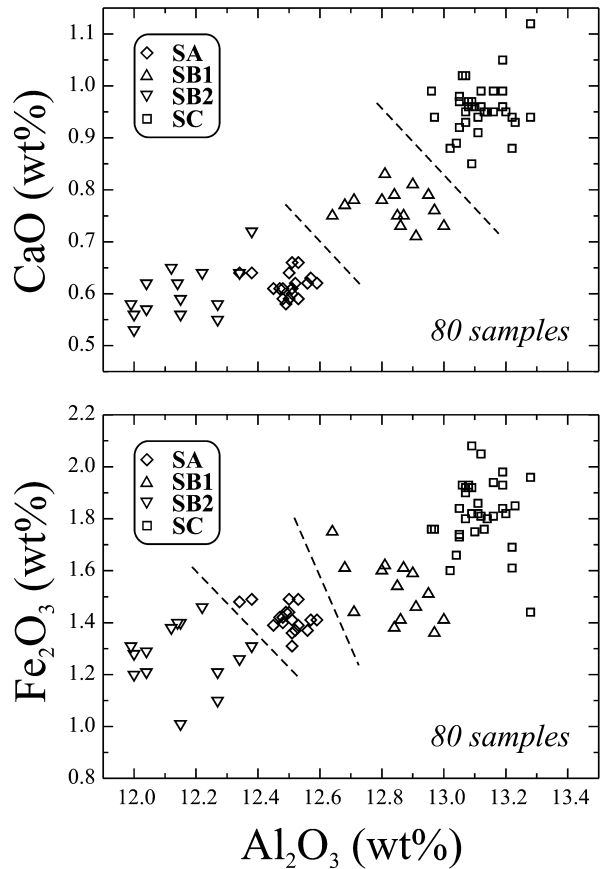 CaO (wt%)
1.1
1.0
0.9
0.8
0.7
0.6
0.5
SA
SB1
SB2
SC
80 samples
Fe₂O₃ (wt%)
2.2
2.0
1.8
1.6
1.4
1.2
1.0
0.8
SA
SB1
SB2
SC
80 samples
12.0 12.2 12.4 12.6 12.8 13.0 13.2 13.4
Al₂O₃ (wt%)